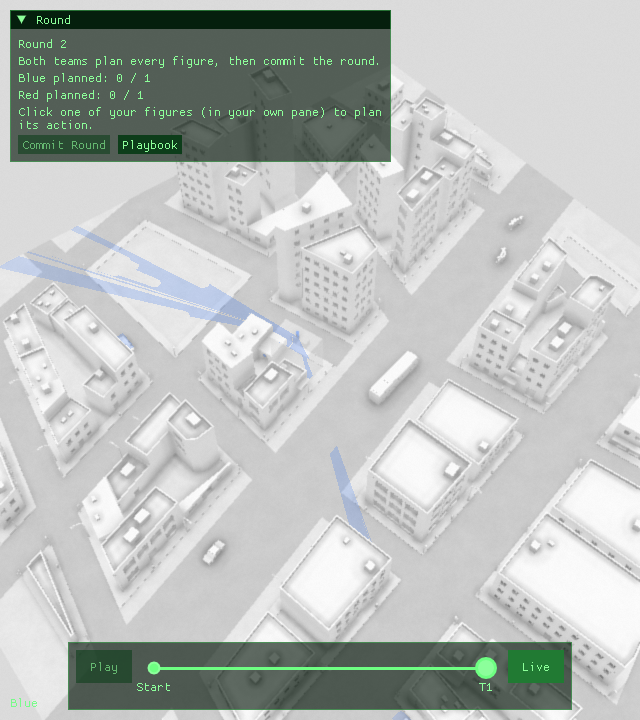 Round
Round 2
Both teams plan every figure, then commit the round.
Blue planned: 0 / 1
Red planned: 0 / 1
Click one of your figures (in your own pane) to plan
its action.
Commit Round Playbook
Play
Live
Start
T1
Blue